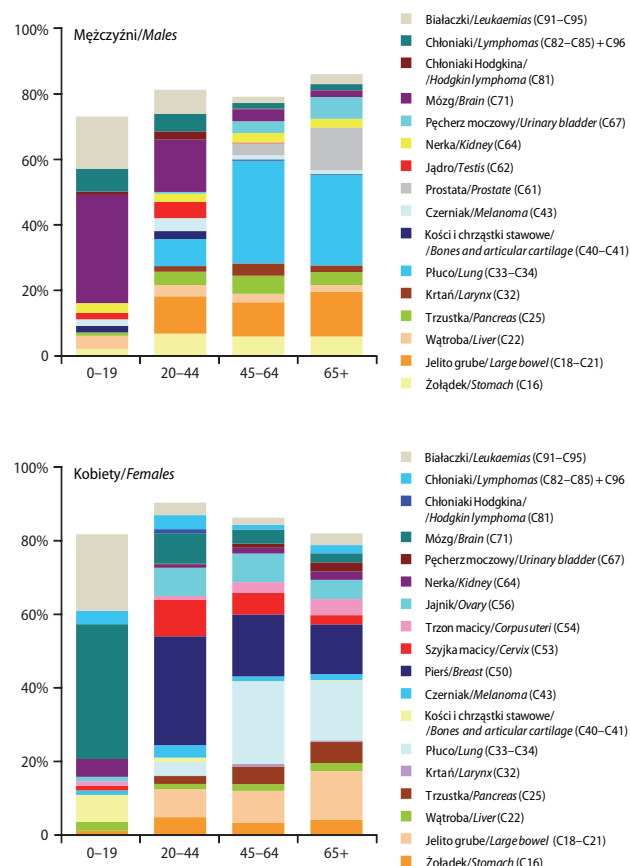 Mężczyźni/Males
100%
80%
60%
40%
20%
0
0–19
20–44
45–64
65+
Białaczki/Leukaemias (C91–C95)
Chłoniaki/Lymphomas (C82–C85) + C96
Chłoniaki Hodgkina/
/Hodgkin lymphoma (C81)
Mózg/Brain (C71)
Pęcherz moczowy/Urinary bladder (C67)
Nerka/Kidney (C64)
Jądro/Testis (C62)
Prostata/Prostate (C61)
Czerniak/Melanoma (C43)
Kości i chrząstki stawowe/
/Bones and articular cartilage (C40–C41)
Płuco/Lung (C33–C34)
Krtań/Larynx (C32)
Trzustka/Pancreas (C25)
Wątroba/Liver (C22)
Jelito grube/Large bowel (C18–C21)
Żołądek/Stomach (C16)
Kobiety/Females
100%
80%
60%
40%
20%
0
0–19
20–44
45–64
65+
Białaczki/Leukaemias (C91–C95)
Chłoniaki/Lymphomas (C82–C85) + C96
Chłoniaki Hodgkina/
/Hodgkin lymphoma (C81)
Mózg/Brain (C71)
Pęcherz moczowy/Urinary bladder (C67)
Nerka/Kidney (C64)
Jajnik/Ovary (C56)
Trzon macicy/Corpus uteri (C54)
Szyjka macicy/Cervix (C53)
Pierś/Breast (C50)
Czerniak/Melanoma (C43)
Kości i chrząstki stawowe/
/Bones and articular cartilage (C40–C41)
Płuco/Lung (C33–C34)
Krtań/Larynx (C32)
Trzustka/Pancreas (C25)
Wątroba/Liver (C22)
Jelito grube/Large bowel (C18–C21)
Żoładek/Stomach (C16)